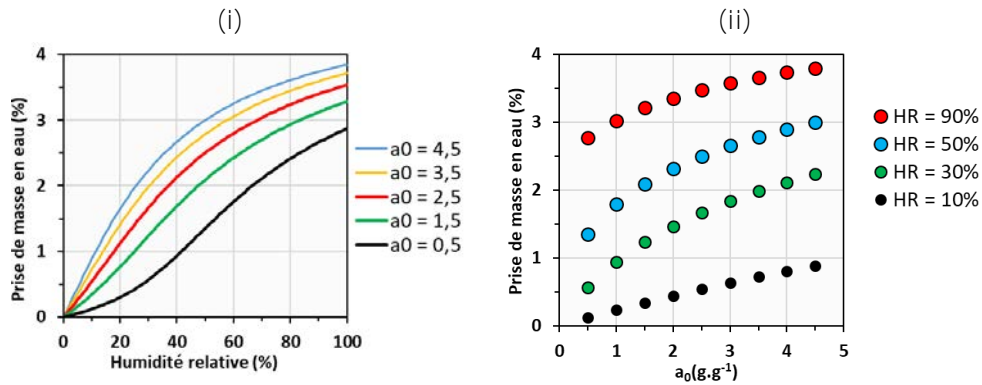 (i)
(ii)
Prise de masse en eau (%)
4
3
2
1
0
0 20 40 60 80 100
Humidité relative (%)
a0 = 4,5
a0 = 3,5
a0 = 2,5
a0 = 1,5
a0 = 0,5
Prise de masse en eau (%)
4
3
2
1
0
0 1 2 3 4 5
a₀(g.g⁻¹)
HR = 90%
HR = 50%
HR = 30%
HR = 10%